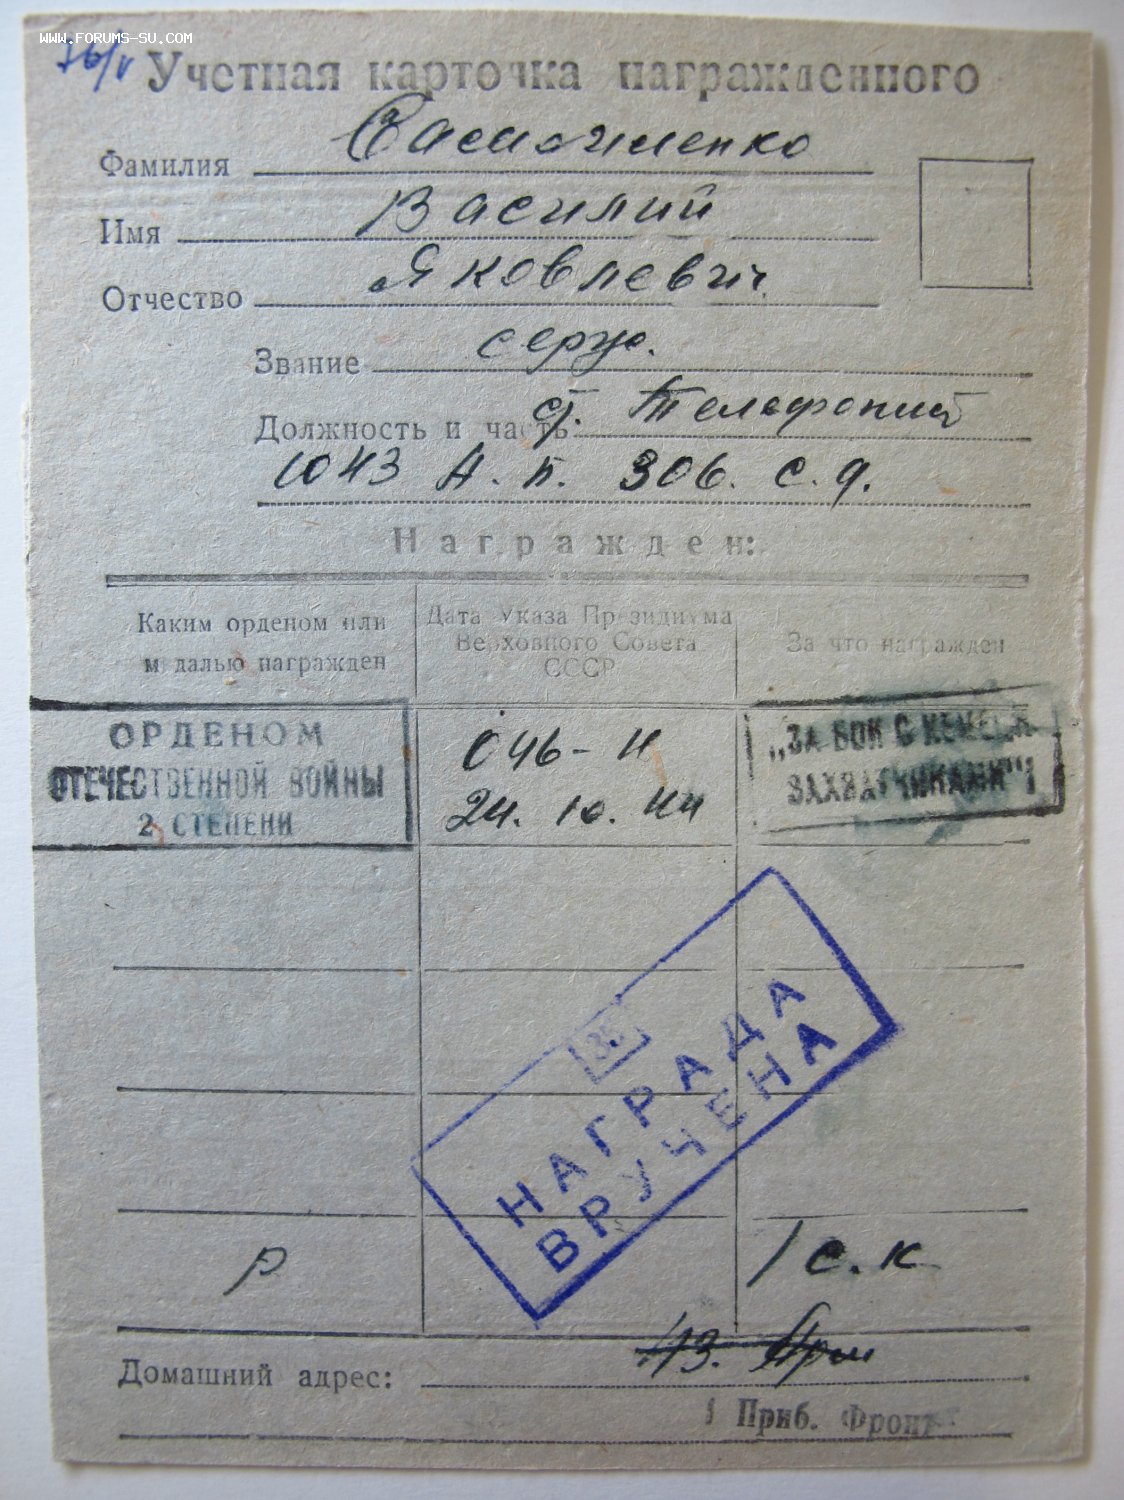 WWW.FORUMS-SU.COM
Учетная карточка награжденного
Фамилия
Имя Василий
Отчество Яковлевич
Звание серж.
Должность и часть: ст. телефонист
1043 А. п. 306. с. д.
Награжден:
Каким орденом или медалью награжден
Дата Указа Президиума Верховного Совета СССР
За что награжден
ОРДЕНОМ
ОТЕЧЕСТВЕННОЙ ВОЙНЫ
2 СТЕПЕНИ
046-н
24. 10. 44
„ЗА БОИ С НЕМЕЦК.
ЗАХВАТЧИКАМИ"
НАГРАДА
ВРУЧЕНА
р
1 с. к
Домашний адрес:
1 Приб. Фронт